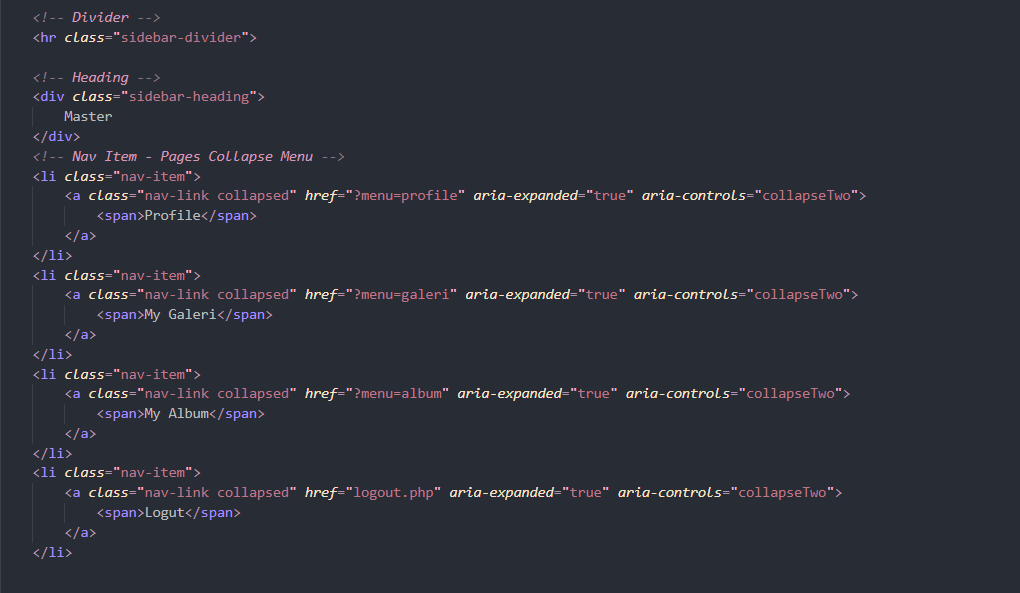 <!-- Divider -->
<hr class="sidebar-divider">
<!-- Heading -->
<div class="sidebar-heading">
Master
</div>
<!-- Nav Item - Pages Collapse Menu -->
<li class="nav-item">
<a class="nav-link collapsed" href="?menu=profile" aria-expanded="true" aria-controls="collapseTwo">
<span>Profile</span>
</a>
</li>
<li class="nav-item">
<a class="nav-link collapsed" href="?menu=galeri" aria-expanded="true" aria-controls="collapseTwo">
<span>My Galeri</span>
</a>
</li>
<li class="nav-item">
<a class="nav-link collapsed" href="?menu=album" aria-expanded="true" aria-controls="collapseTwo">
<span>My Album</span>
</a>
</li>
<li class="nav-item">
<a class="nav-link collapsed" href="logout.php" aria-expanded="true" aria-controls="collapseTwo">
<span>Logut</span>
</a>
</li>